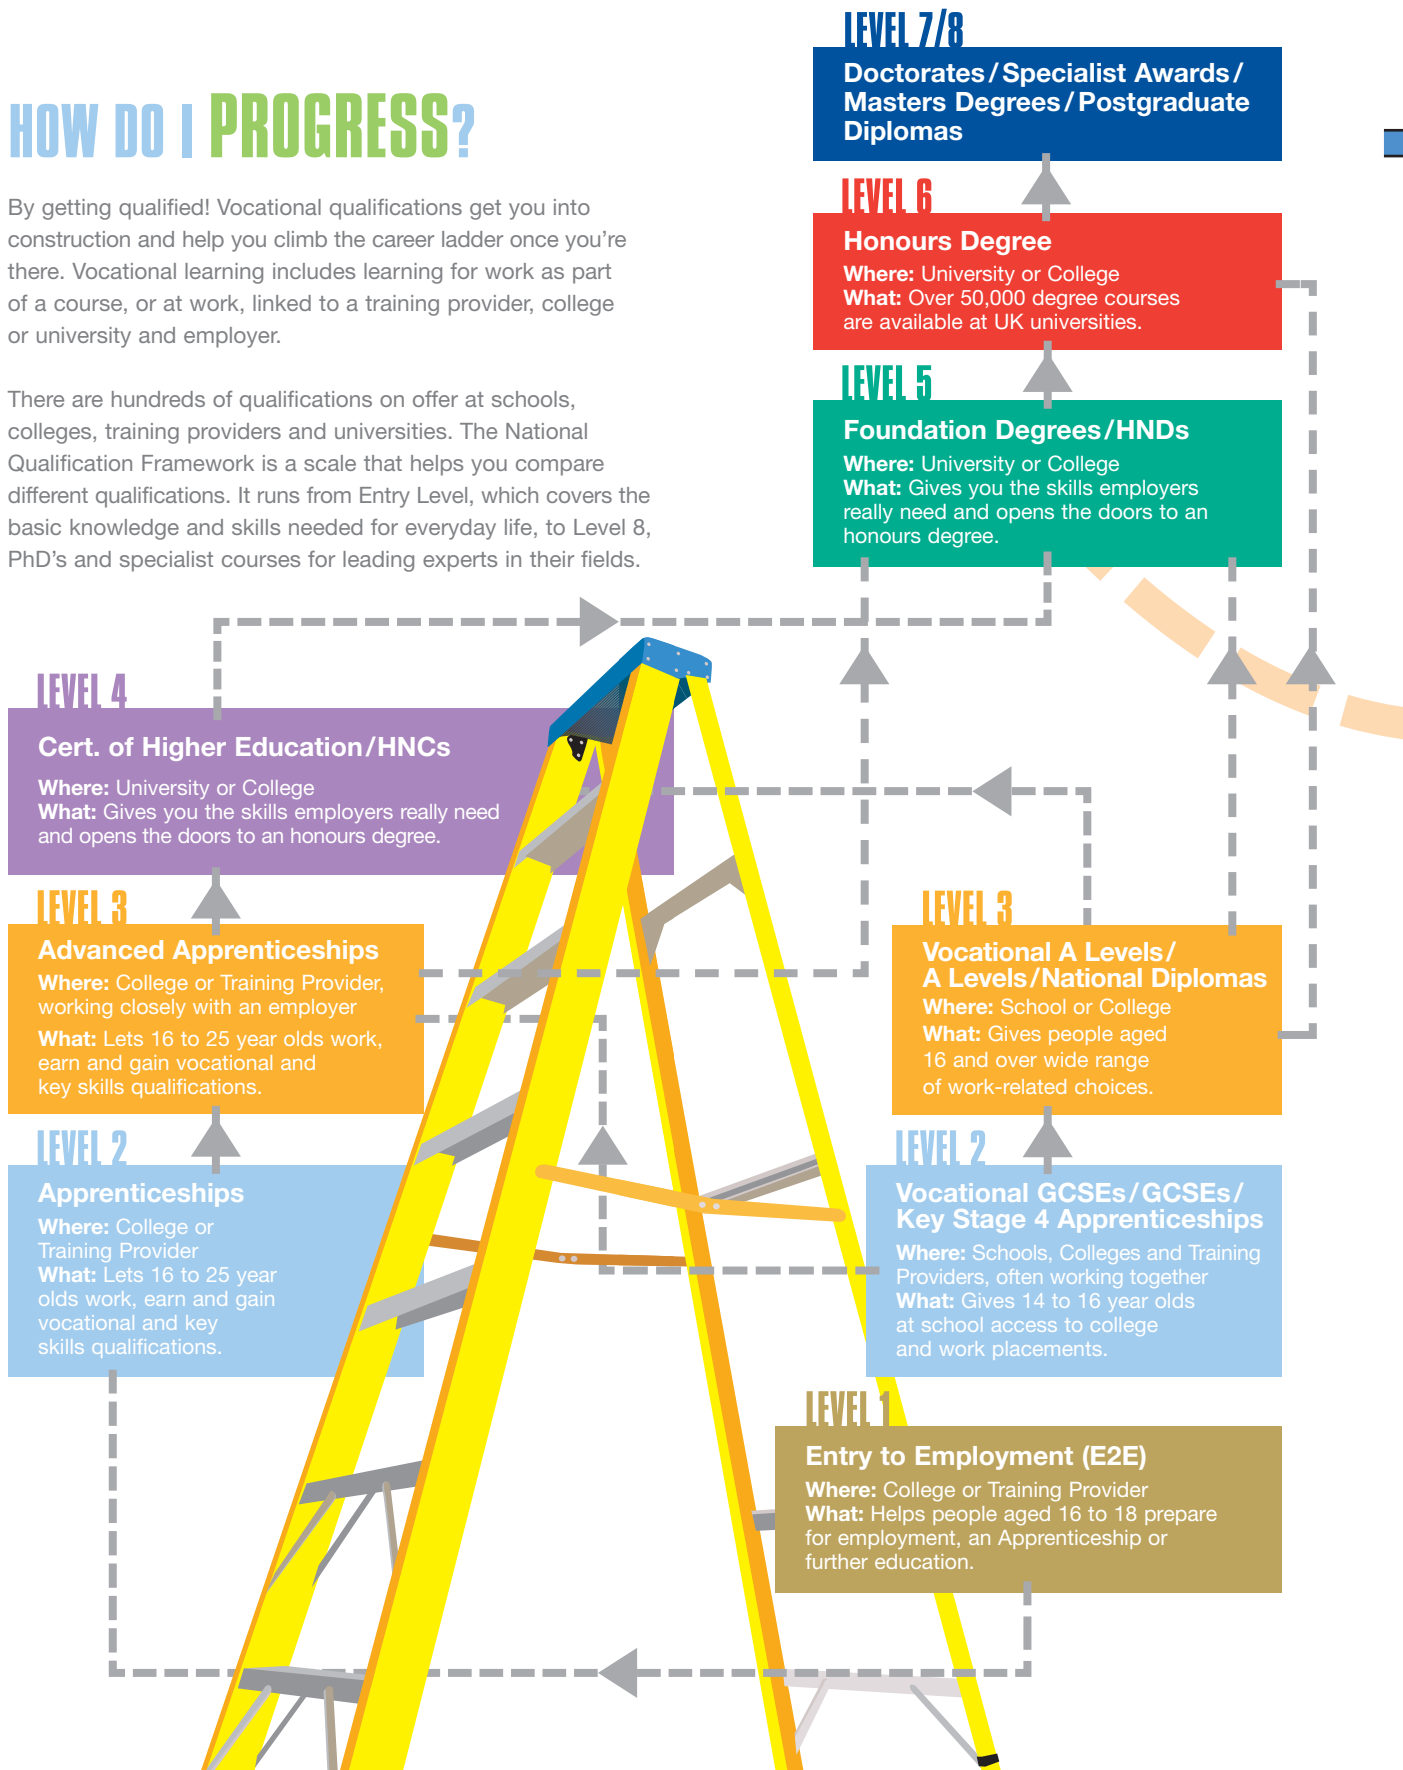 HOW DO I PROGRESS?
By getting qualified! Vocational qualifications get you into
construction and help you climb the career ladder once you're
there. Vocational learning includes learning for work as part
of a course, or at work, linked to a training provider, college
or university and employer.
There are hundreds of qualifications on offer at schools,
colleges, training providers and universities. The National
Qualification Framework is a scale that helps you compare
different qualifications. It runs from Entry Level, which covers the
basic knowledge and skills needed for everyday life, to Level 8,
PhD's and specialist courses for leading experts in their fields.
LEVEL 7/8
Doctorates/Specialist Awards/
Masters Degrees/Postgraduate
Diplomas
LEVEL 6
Honours Degree
Where: University or College
What: Over 50,000 degree courses
are available at UK universities.
LEVEL 5
Foundation Degrees/HNDs
Where: University or College
What: Gives you the skills employers
really need and opens the doors to an
honours degree.
LEVEL 4
Cert. of Higher Education/HNCs
Where: University or College
What: Gives you the skills employers really need
and opens the doors to an honours degree.
LEVEL 3
Advanced Apprenticeships
Where: College or Training Provider,
working closely with an employer
What: Lets 16 to 25 year olds work,
earn and gain vocational and
key skills qualifications.
LEVEL 3
Vocational A Levels/
A Levels/National Diplomas
Where: School or College
What: Gives people aged
16 and over wide range
of work-related choices.
LEVEL 2
Apprenticeships
Where: College or
Training Provider
What: Lets 16 to 25 year
olds work, earn and gain
vocational and key
skills qualifications.
LEVEL 2
Vocational GCSEs/GCSEs/
Key Stage 4 Apprenticeships
Where: Schools, Colleges and Training
Providers, often working together
What: Gives 14 to 16 year olds
at school access to college
and work placements.
LEVEL 1
Entry to Employment (E2E)
Where: College or Training Provider
What: Helps people aged 16 to 18 prepare
for employment, an Apprenticeship or
further education.